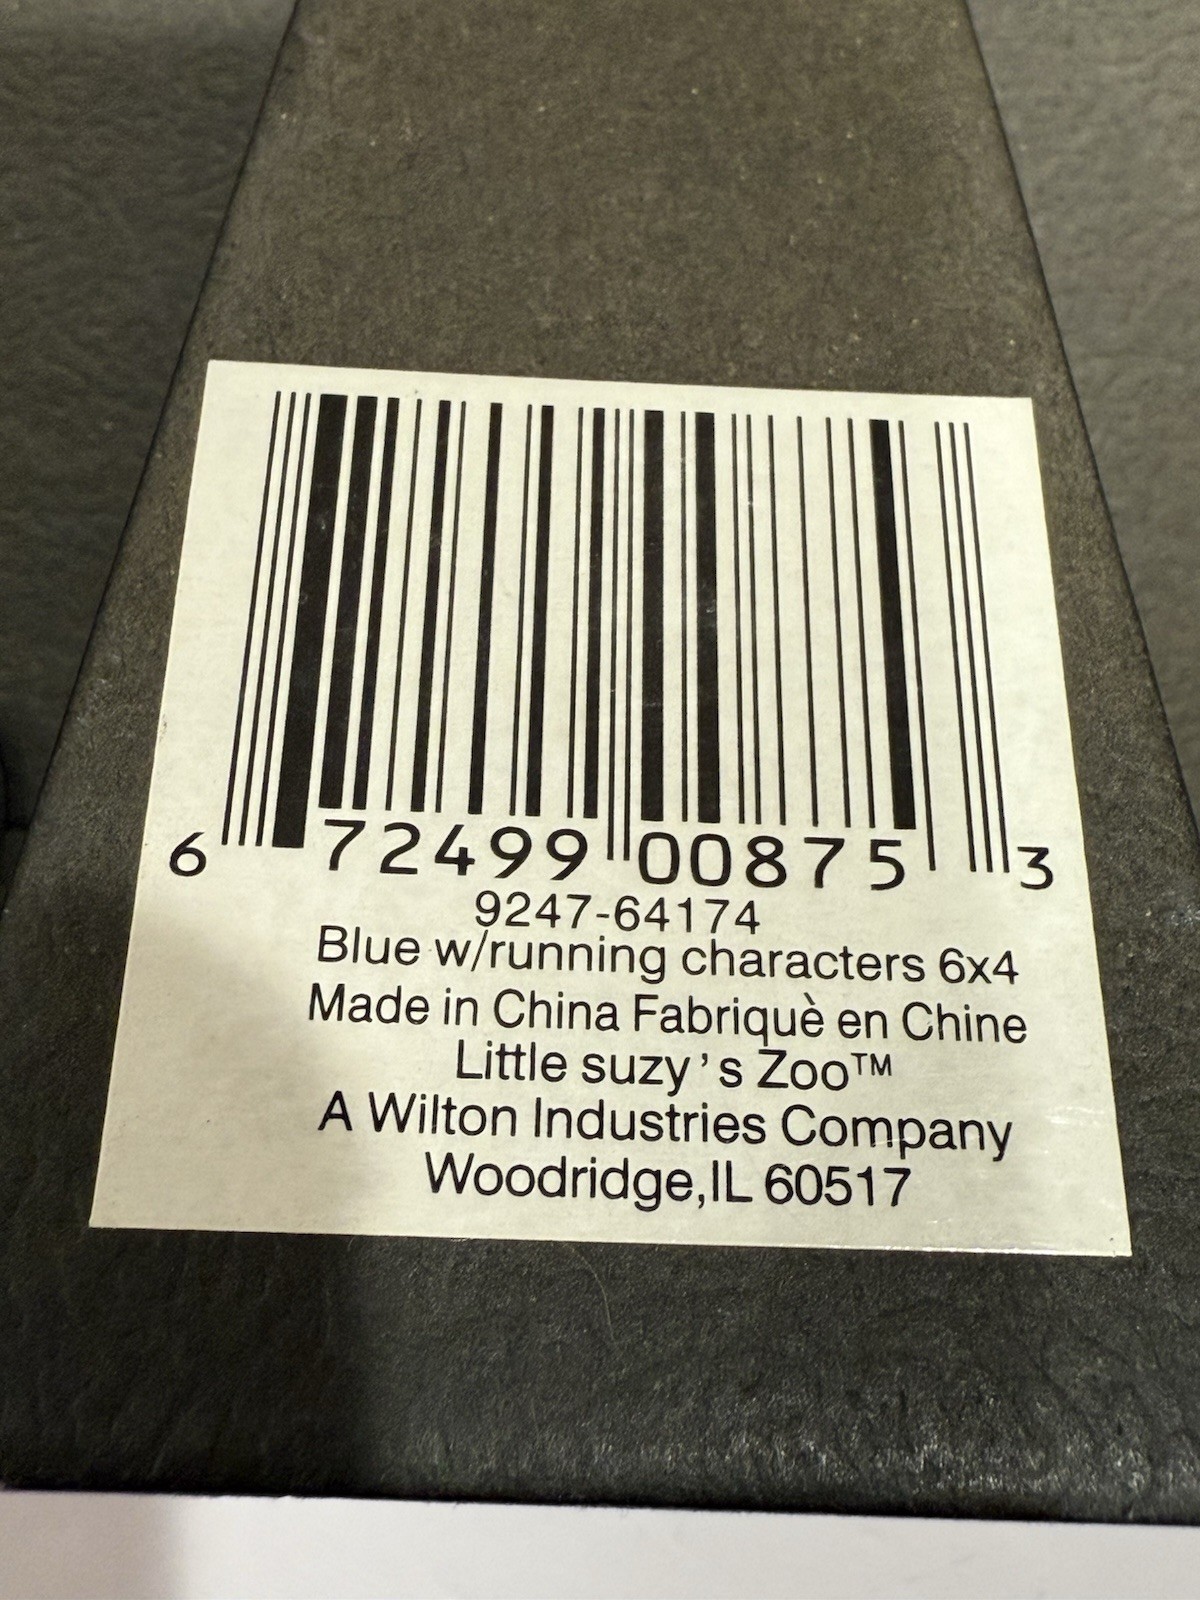 6 72499 00875 3
9247-64174
Blue w/running characters 6x4
Made in China Fabriquè en Chine
Little suzy's Zoo™
A Wilton Industries Company
Woodridge,IL 60517